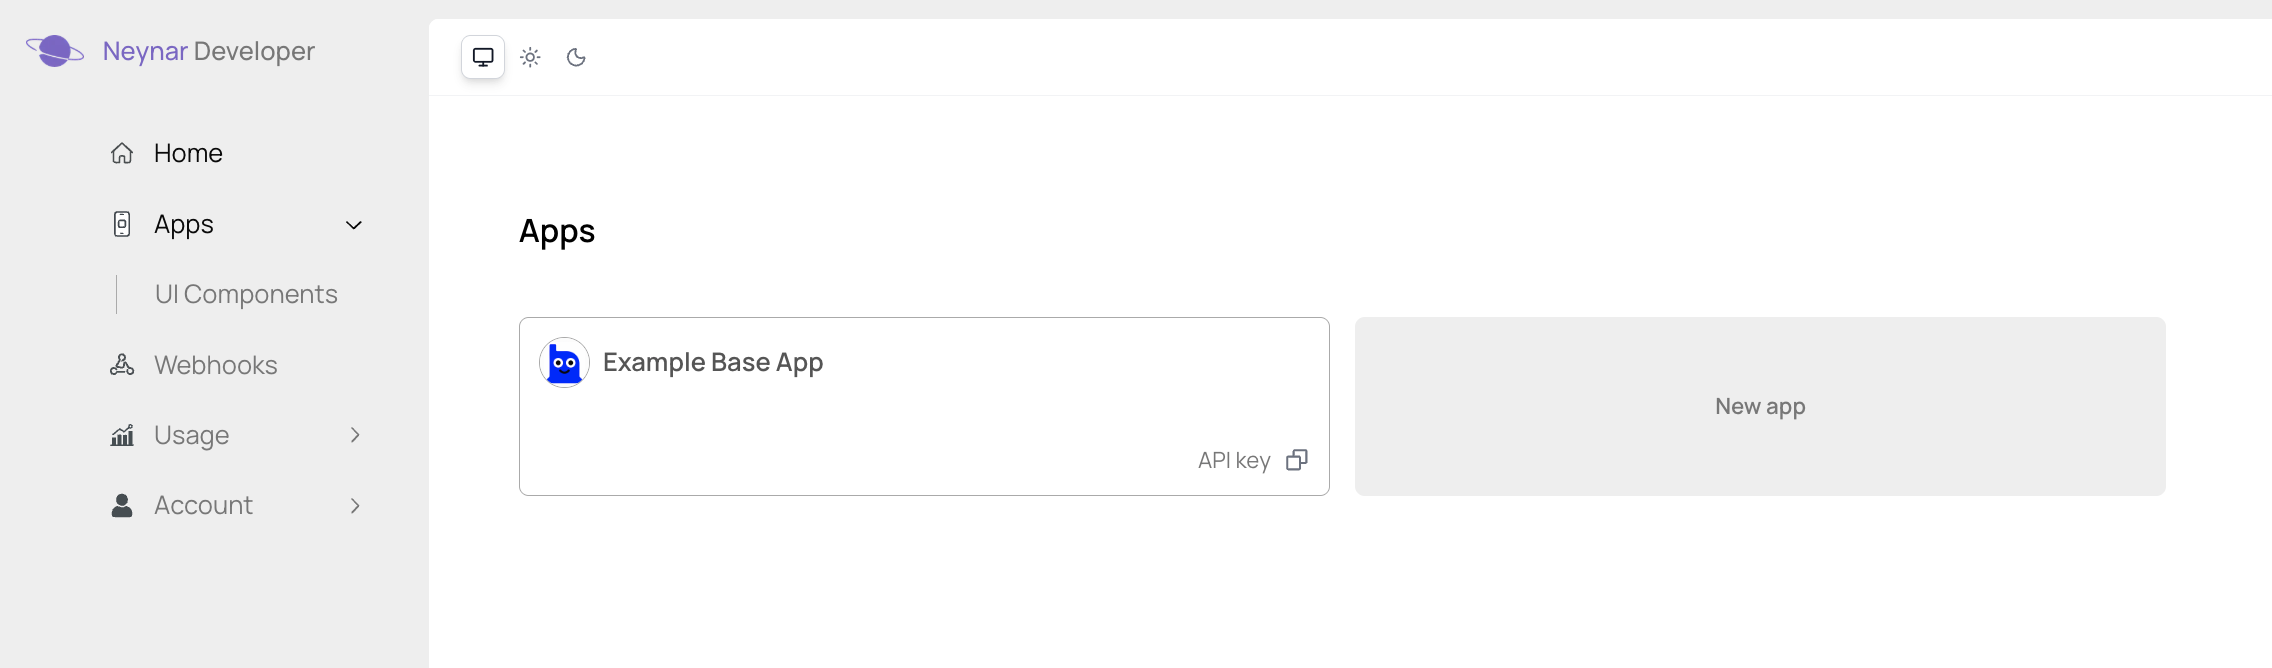 Neynar Developer
Home
Apps
UI Components
Webhooks
Usage
Account
Apps
Example Base App
API key
New app